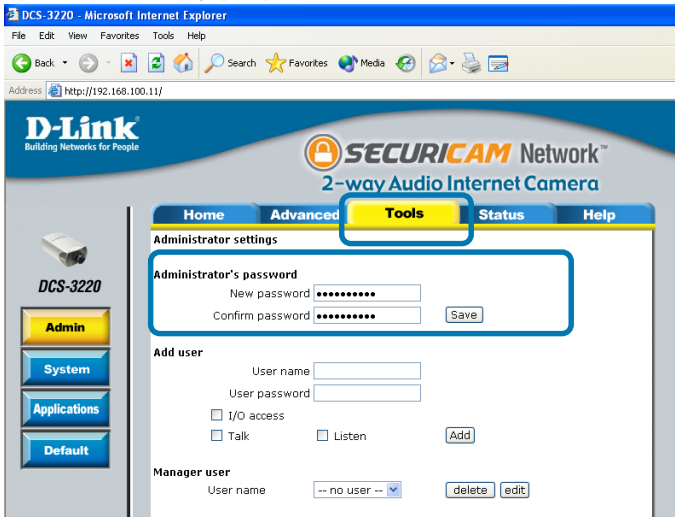 DCS-3220 - Microsoft Internet Explorer
File Edit View Favorites Tools Help
Back Search Favorites Media
Address http://192.168.100.11/
D-Link®
Building Networks for People
SECURICAM Network™
2-way Audio Internet Camera
Home Advanced Tools Status Help
DCS-3220
Admin
System
Applications
Default
Administrator settings
Administrator's password
New password ••••••••••
Confirm password •••••••••• Save
Add user
User name
User password
I/O access
Talk Listen Add
Manager user
User name -- no user -- delete edit